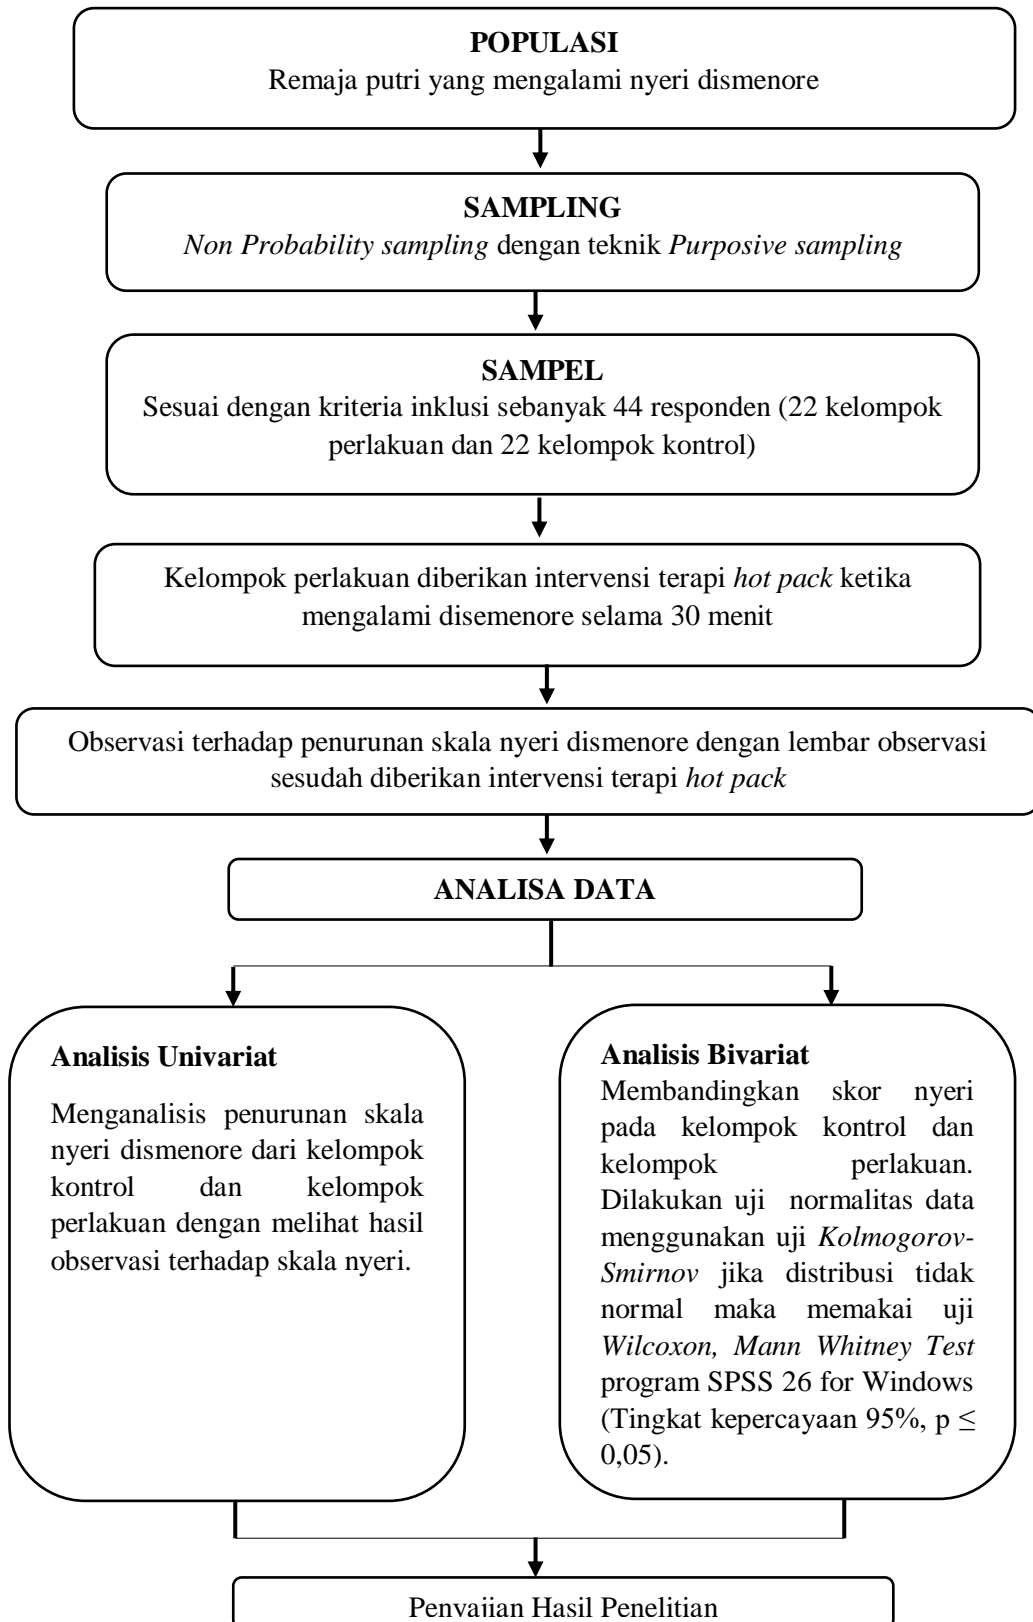 POPULASI
Remaja putri yang mengalami nyeri dismenore
SAMPLING
Non Probability sampling dengan teknik Purposive sampling
SAMPEL
Sesuai dengan kriteria inklusi sebanyak 44 responden (22 kelompok
perlakuan dan 22 kelompok kontrol)
Kelompok perlakuan diberikan intervensi terapi hot pack ketika
mengalami disemenore selama 30 menit
Observasi terhadap penurunan skala nyeri dismenore dengan lembar observasi
sesudah diberikan intervensi terapi hot pack
ANALISA DATA
Analisis Univariat
Menganalisis penurunan skala
nyeri dismenore dari kelompok
kontrol dan kelompok
perlakuan dengan melihat hasil
observasi terhadap skala nyeri.
Analisis Bivariat
Membandingkan skor nyeri
pada kelompok kontrol dan
kelompok perlakuan.
Dilakukan uji normalitas data
menggunakan uji Kolmogorov-
Smirnov jika distribusi tidak
normal maka memakai uji
Wilcoxon, Mann Whitney Test
program SPSS 26 for Windows
(Tingkat kepercayaan 95%, p ≤
0,05).
Penyajian Hasil Penelitian